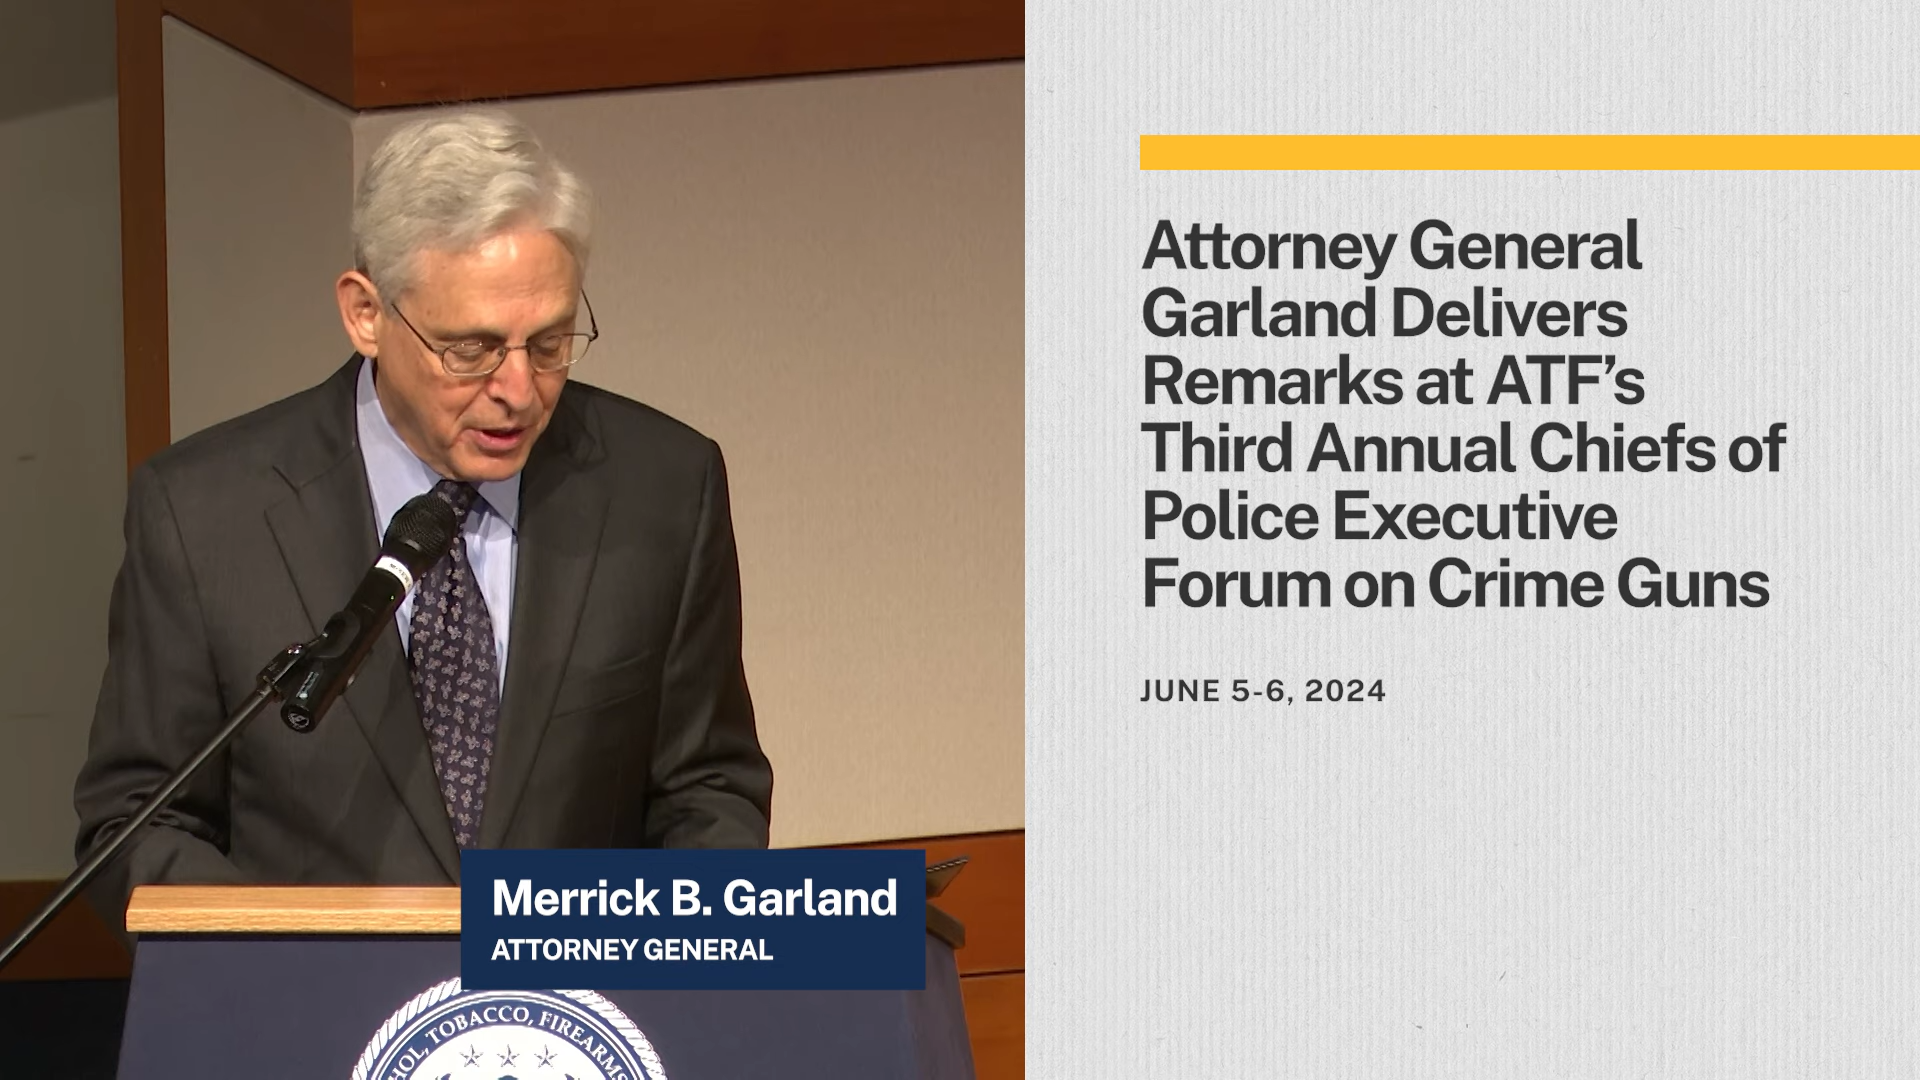 Attorney General
Garland Delivers
Remarks at ATF’s
Third Annual Chiefs of
Police Executive
Forum on Crime Guns
JUNE 5-6, 2024
Merrick B. Garland
ATTORNEY GENERAL
TOBACCO, FIREARMS